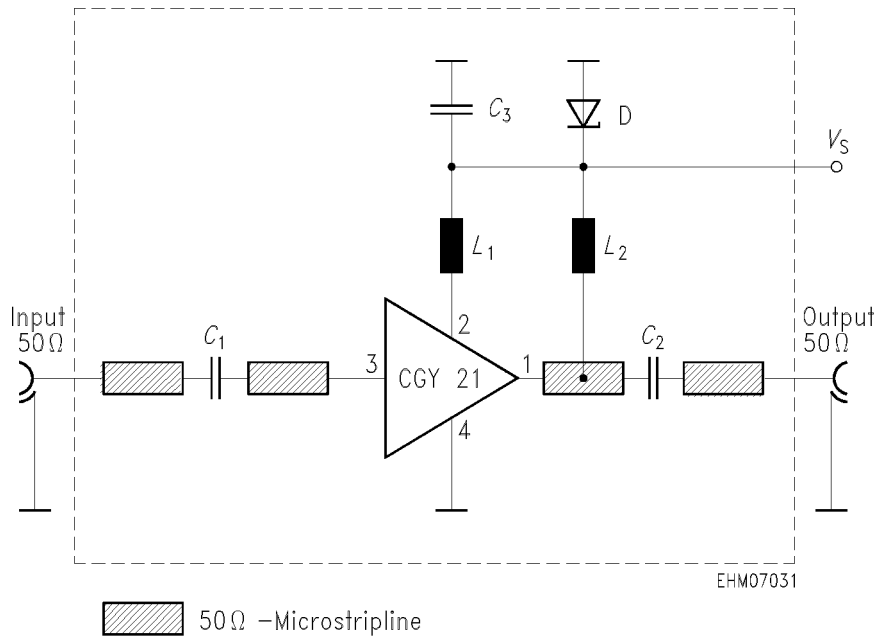 C3
D
VS
L1
L2
Input
50Ω
C1
2
3
CGY 21
1
4
C2
Output
50Ω
EHM07031
50Ω -Microstripline